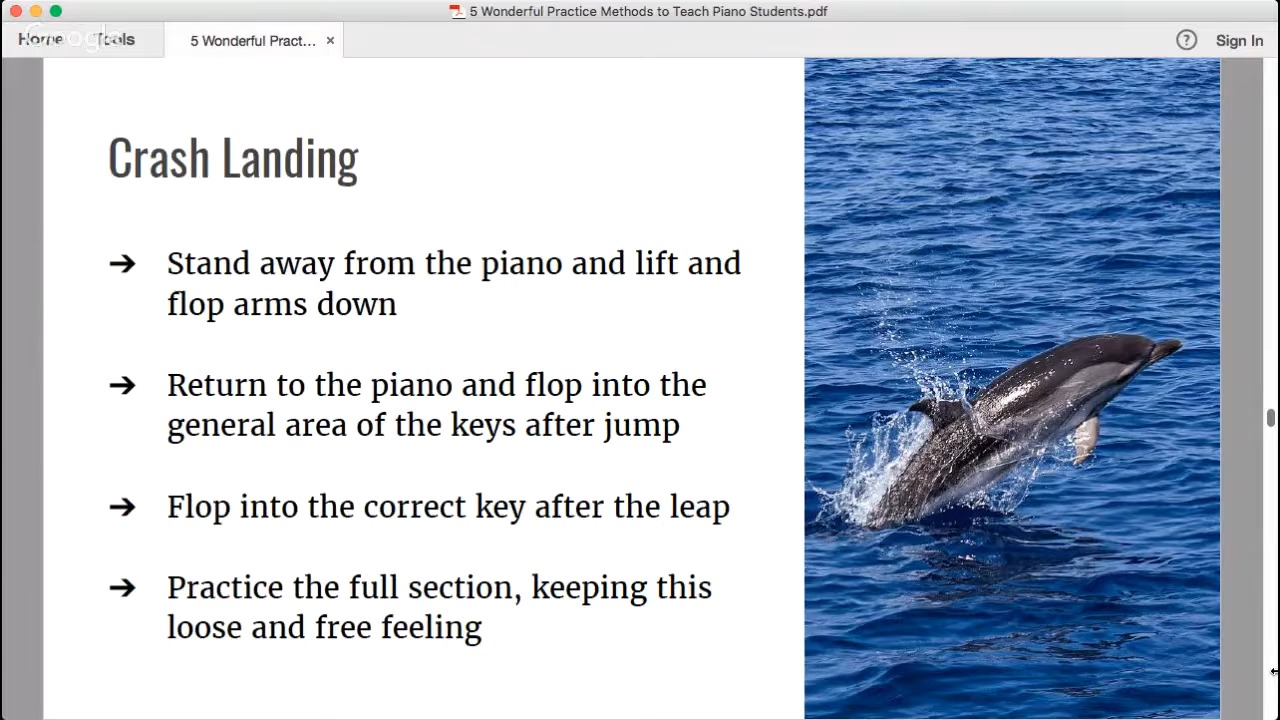 5 Wonderful Practice Methods to Teach Piano Students.pdf
Home Tools 5 Wonderful Pract... × ? Sign In
Google
Crash Landing
➔ Stand away from the piano and lift and
flop arms down
➔ Return to the piano and flop into the
general area of the keys after jump
➔ Flop into the correct key after the leap
➔ Practice the full section, keeping this
loose and free feeling